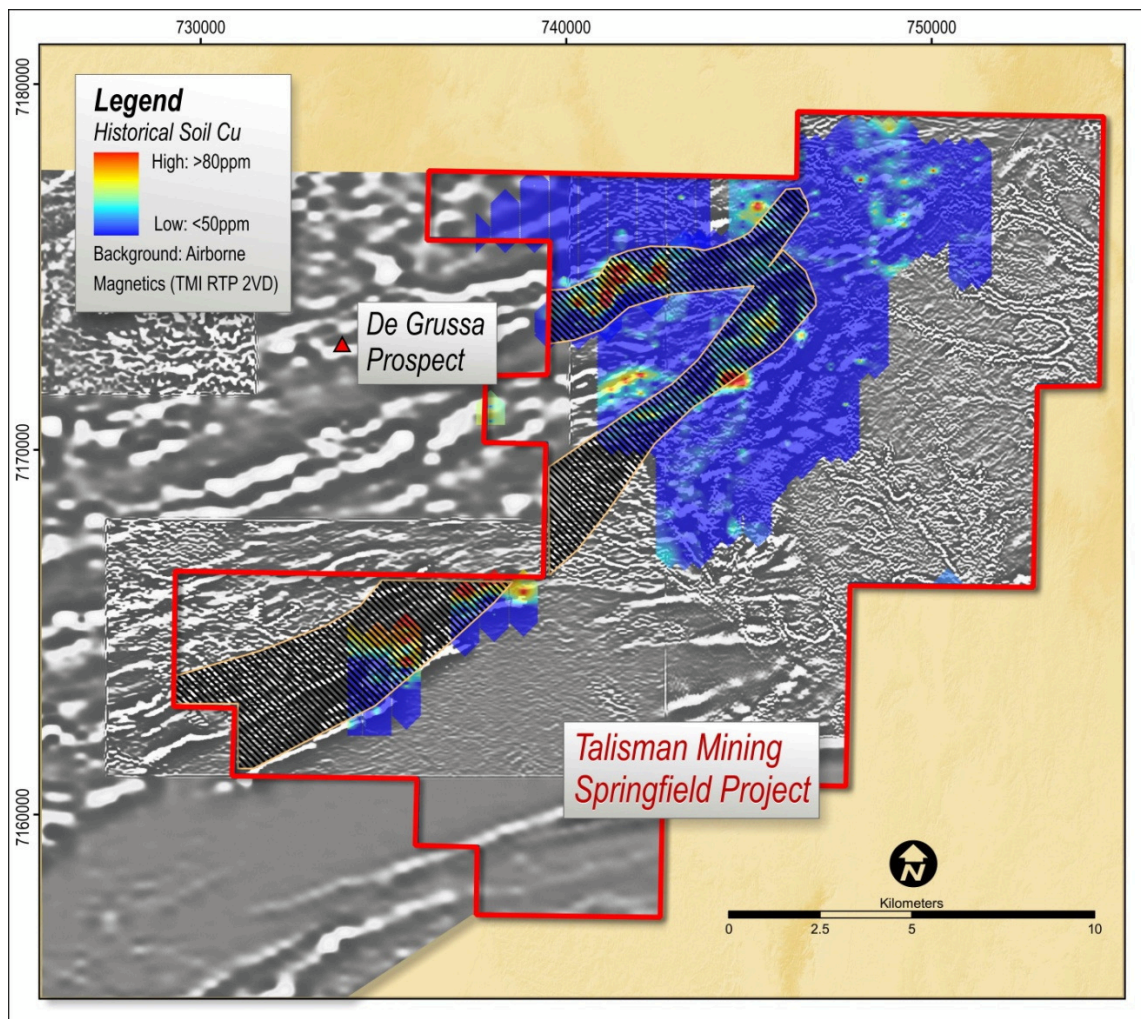 730000
740000
750000
7180000
Legend
Historical Soil Cu
High: >80ppm
Low: <50ppm
Background: Airborne
Magnetics (TMI RTP 2VD)
De Grussa
Prospect
7170000
Talisman Mining
Springfield Project
7160000
N
Kilometers
0
2.5
5
10